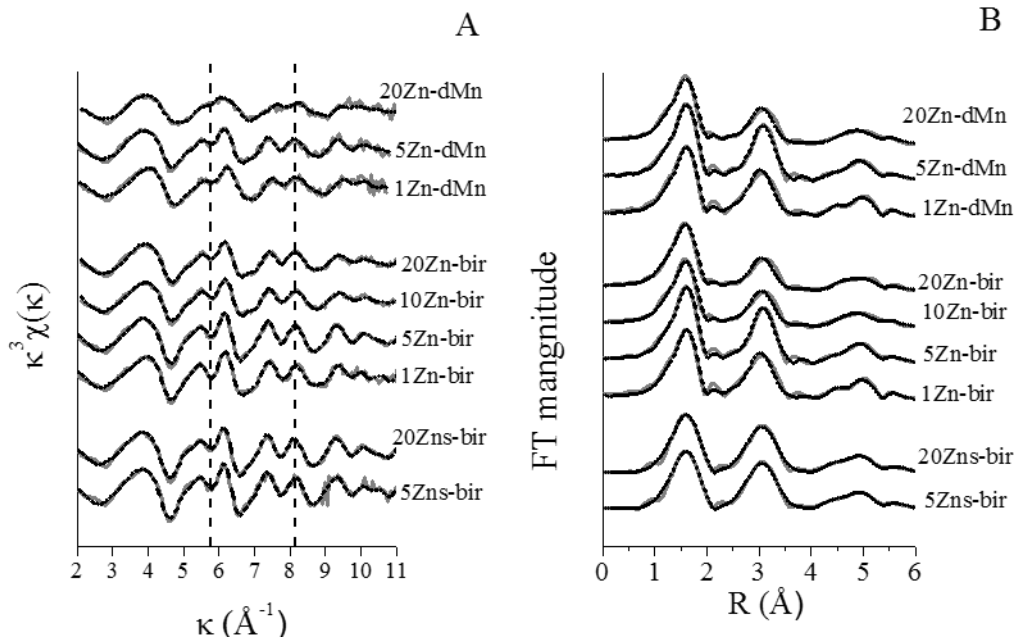 A
20Zn-dMn
5Zn-dMn
1Zn-dMn
20Zn-bir
10Zn-bir
5Zn-bir
1Zn-bir
20Zns-bir
5Zns-bir
κ³χ(κ)
2 3 4 5 6 7 8 9 10 11
κ (Å⁻¹)
B
20Zn-dMn
5Zn-dMn
1Zn-dMn
20Zn-bir
10Zn-bir
5Zn-bir
1Zn-bir
20Zns-bir
5Zns-bir
FT mangnitude
0 1 2 3 4 5 6
R (Å)